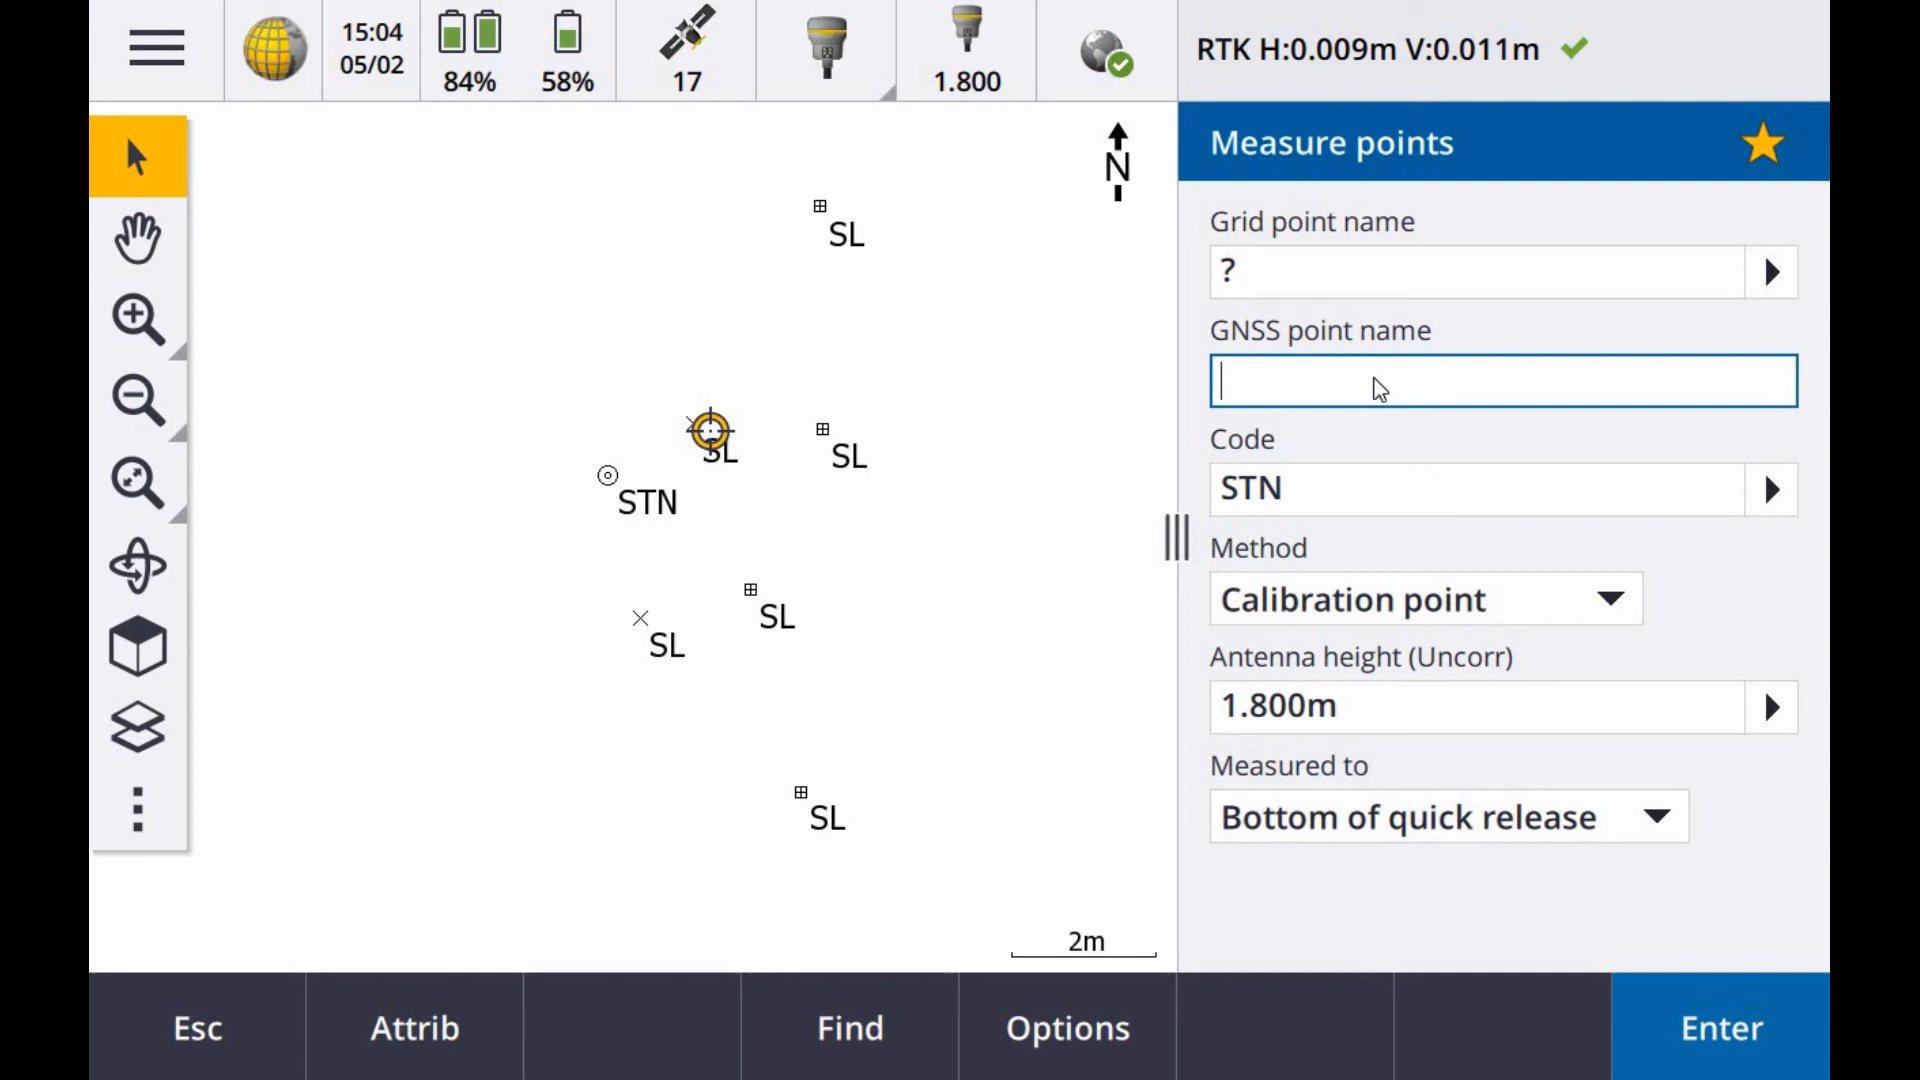 15:04
05/02
84%
58%
17
1.800
RTK H:0.009m V:0.011m
Measure points
N
Grid point name
?
GNSS point name
Code
STN
Method
Calibration point
Antenna height (Uncorr)
1.800m
Measured to
Bottom of quick release
SL
SL
SL
STN
SL
SL
SL
2m
Esc
Attrib
Find
Options
Enter